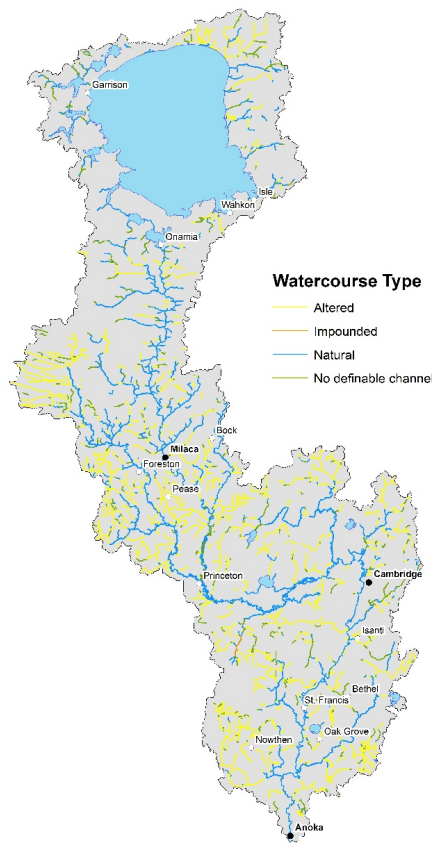 Garrison
Isle
Wahkon
Onamia
Watercourse Type
Altered
Impounded
Natural
No definable channel
Bock
Milaca
Foreston
Pease
Princeton
Cambridge
Isanti
Bethel
St. Francis
Oak Grove
Nowthen
Anoka